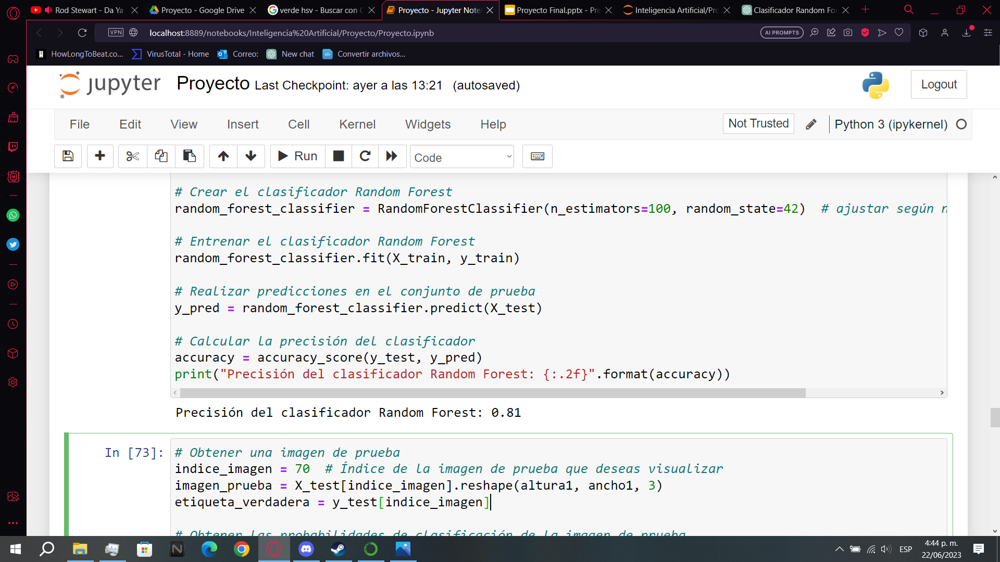 Rod Stewart - Da Ya
Proyecto - Google Drive
verde hsv - Buscar con G
Proyecto - Jupyter Note
Proyecto Final.pptx - Pre
Inteligencia Artificial/Pro
Clasificador Random Fo
VPN
localhost:8889/notebooks/Inteligencia%20Artificial/Proyecto/Proyecto.ipynb
AI PROMPTS
HowLongToBeat.co...
VirusTotal - Home
Correo:
New chat
Convertir archivos...
jupyter
Proyecto Last Checkpoint: ayer a las 13:21 (autosaved)
Logout
File Edit View Insert Cell Kernel Widgets Help
Not Trusted
Python 3 (ipykernel)
Run
Code
# Crear el clasificador Random Forest
random_forest_classifier = RandomForestClassifier(n_estimators=100, random_state=42)  # ajustar según n
# Entrenar el clasificador Random Forest
random_forest_classifier.fit(X_train, y_train)
# Realizar predicciones en el conjunto de prueba
y_pred = random_forest_classifier.predict(X_test)
# Calcular la precisión del clasificador
accuracy = accuracy_score(y_test, y_pred)
print("Precisión del clasificador Random Forest: {:.2f}".format(accuracy))
Precisión del clasificador Random Forest: 0.81
In [73]:
# Obtener una imagen de prueba
indice_imagen = 70  # Índice de la imagen de prueba que deseas visualizar
imagen_prueba = X_test[indice_imagen].reshape(altura1, ancho1, 3)
etiqueta_verdadera = y_test[indice_imagen]
# Obtener las probabilidades de clasificación de la imagen de prueba
ESP
4:44 p. m.
22/06/2023